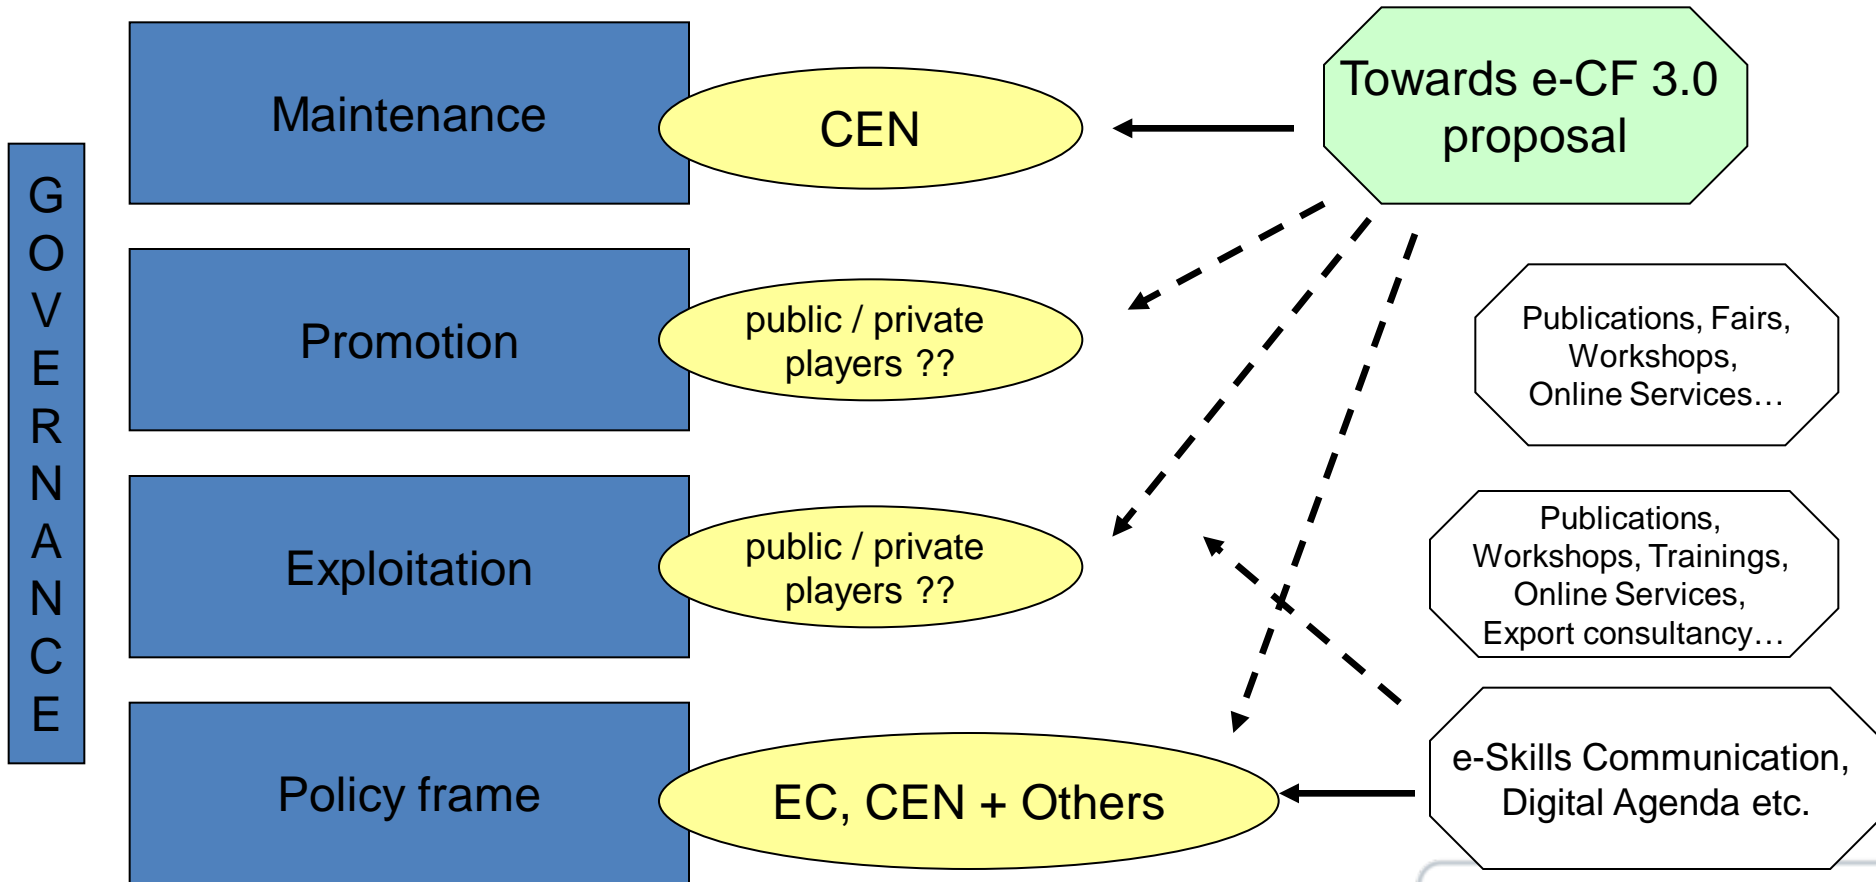 GOVERNANCE
Maintenance
CEN
Towards e-CF 3.0
proposal
Promotion
public / private
players ??
Publications, Fairs,
Workshops,
Online Services…
Exploitation
public / private
players ??
Publications,
Workshops, Trainings,
Online Services,
Export consultancy…
Policy frame
EC, CEN + Others
e-Skills Communication,
Digital Agenda etc.